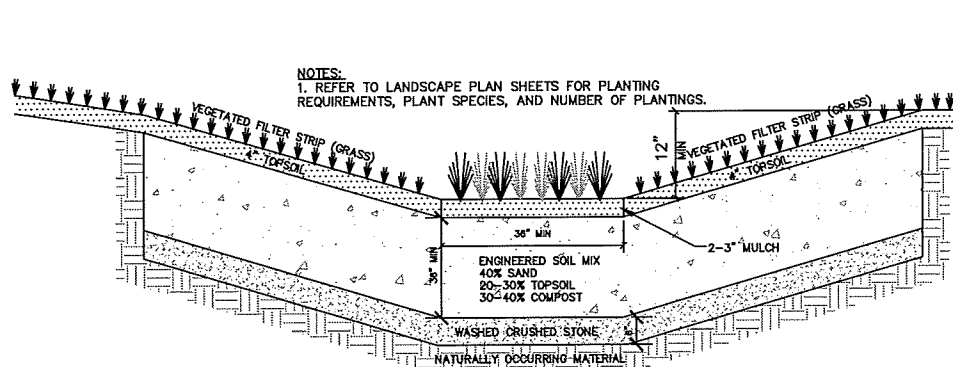 NOTES:
1. REFER TO LANDSCAPE PLAN SHEETS FOR PLANTING
REQUIREMENTS, PLANT SPECIES, AND NUMBER OF PLANTINGS.
VEGETATED FILTER STRIP (GRASS)
4" TOPSOIL
12"
MIN
VEGETATED FILTER STRIP (GRASS)
4" TOPSOIL
36" MIN
2-3" MULCH
36" MIN
ENGINEERED SOIL MIX
40% SAND
20-30% TOPSOIL
30-40% COMPOST
WASHED CRUSHED STONE
NATURALLY OCCURRING MATERIAL